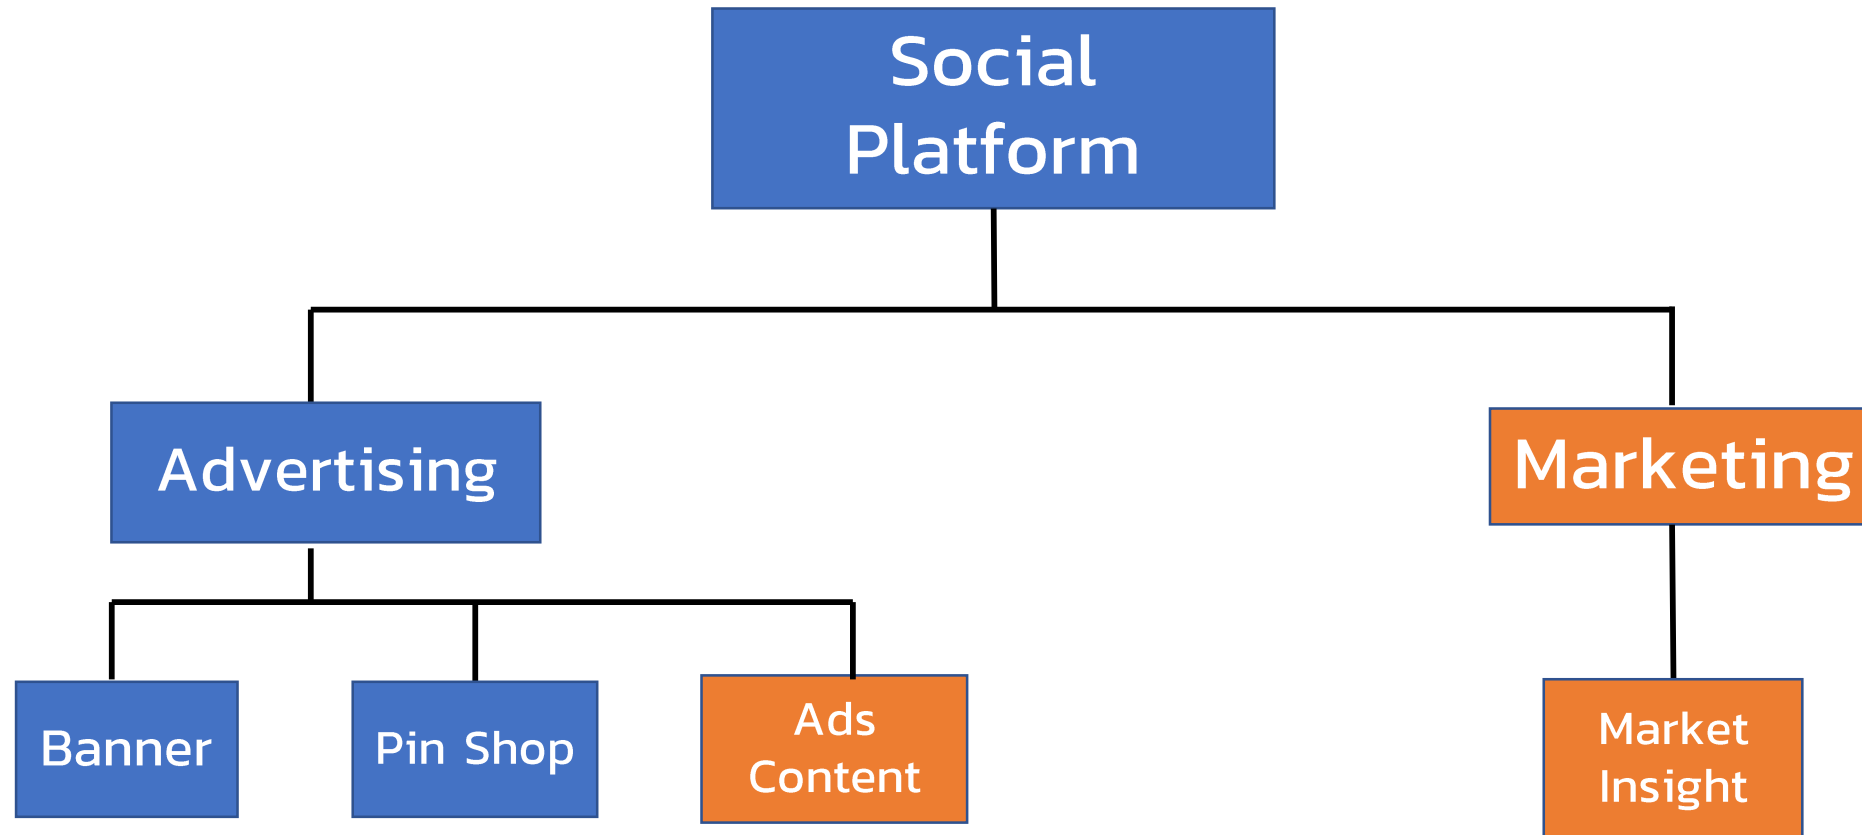 Social
Platform
Advertising
Marketing
Banner
Pin Shop
Ads
Content
Market
Insight